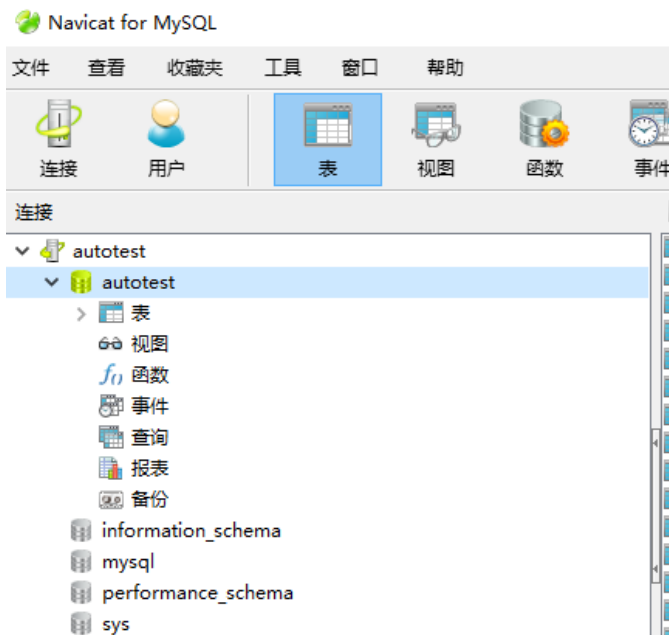 Navicat for MySQL
文件 查看 收藏夹 工具 窗口 帮助
连接 用户 表 视图 函数 事件
连接
autotest
autotest
表
视图
f() 函数
事件
查询
报表
备份
information_schema
mysql
performance_schema
sys